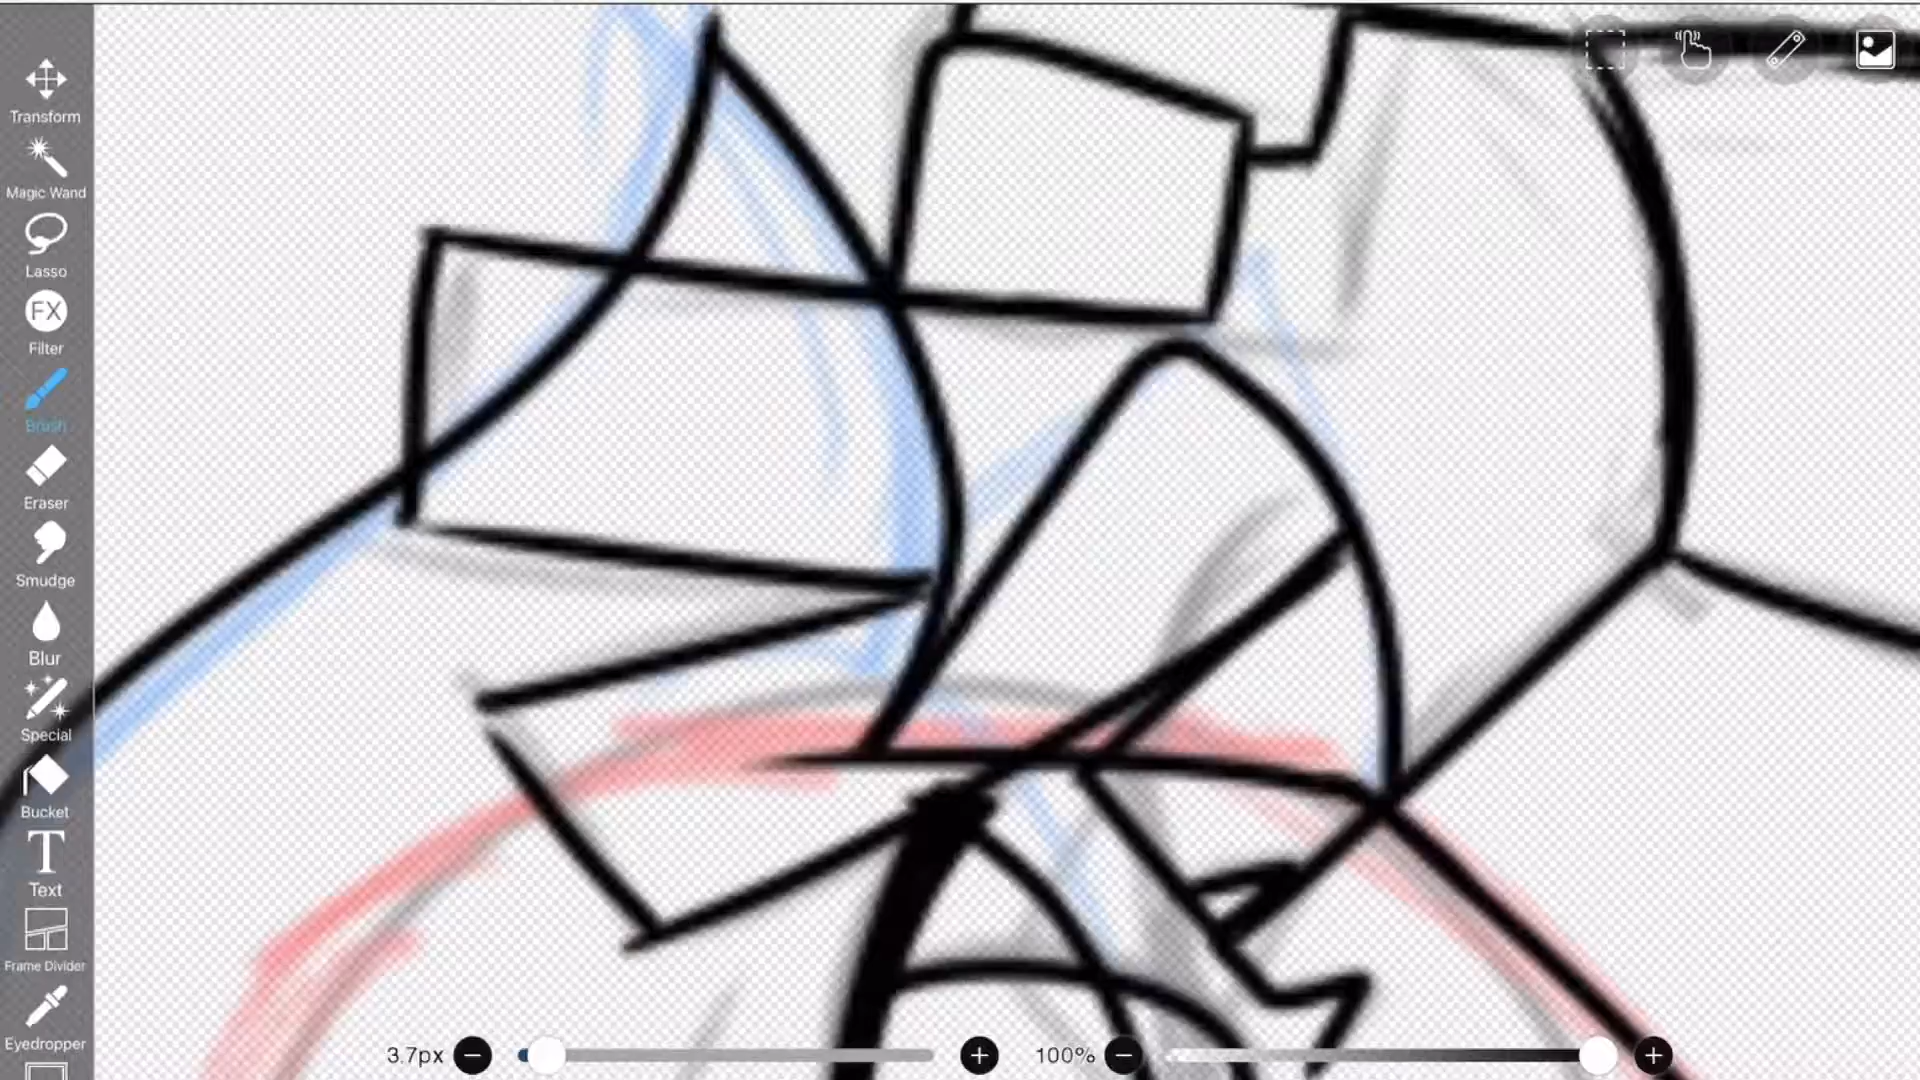 Transform
Magic Wand
Lasso
FX
Filter
Brush
Eraser
Smudge
Blur
Special
Bucket
T
Text
Frame Divider
Eyedropper
3.7px
100%